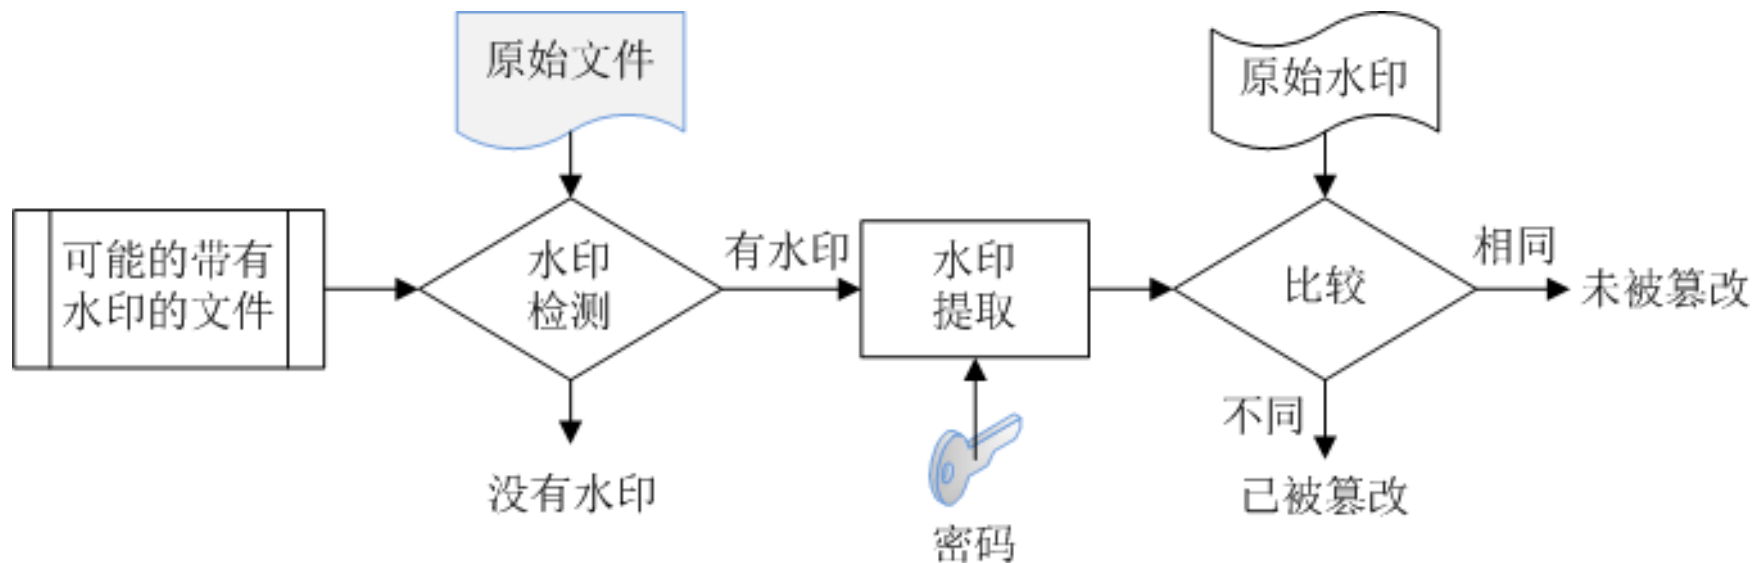 原始文件
原始水印
可能的带有
水印的文件
水印
检测
有水印
水印
提取
比较
相同
未被篡改
不同
没有水印
已被篡改
密码